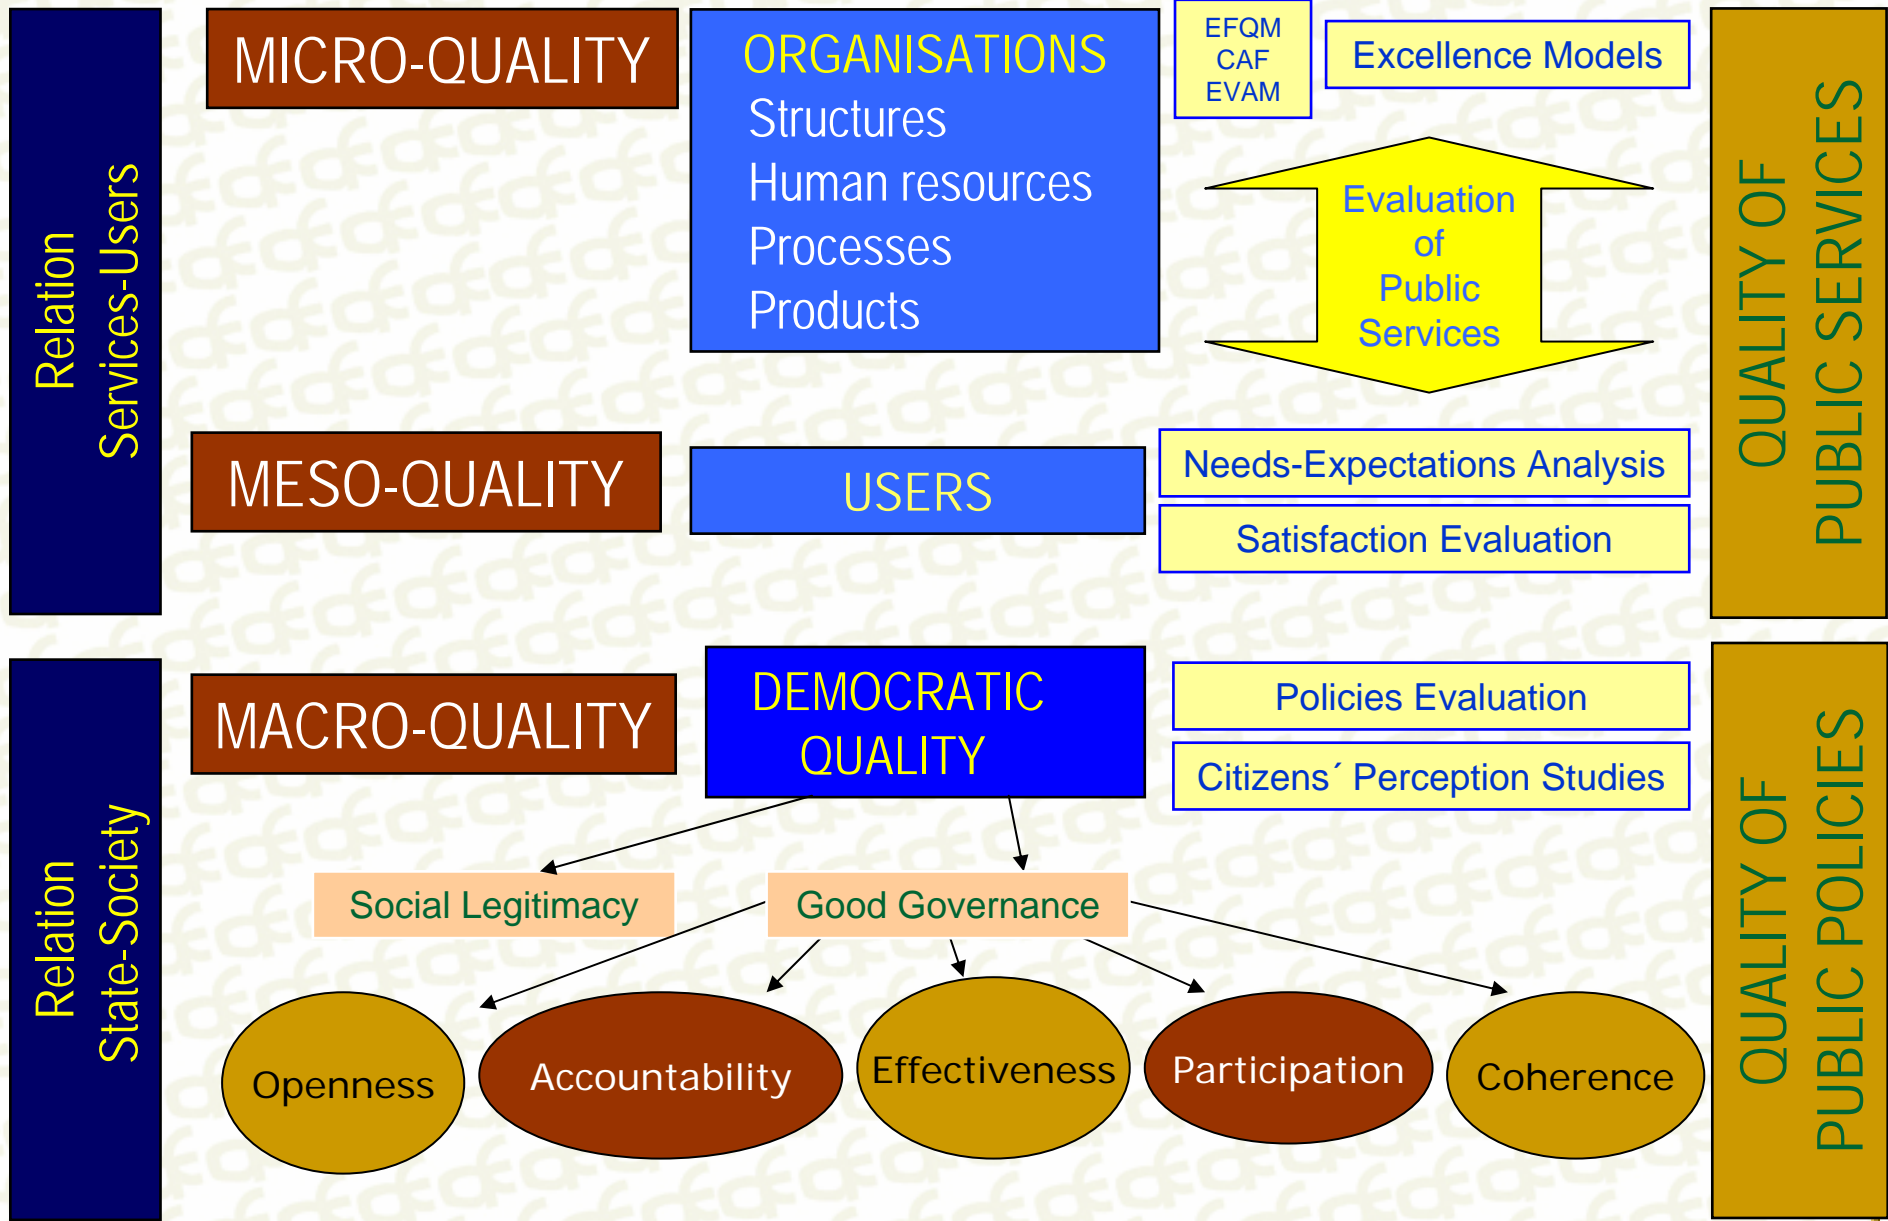 Relation
Services-Users
MICRO-QUALITY
ORGANISATIONS
Structures
Human resources
Processes
Products
EFQM
CAF
EVAM
Excellence Models
Evaluation
of
Public
Services
QUALITY OF
PUBLIC SERVICES
MESO-QUALITY
USERS
Needs-Expectations Analysis
Satisfaction Evaluation
Relation
State-Society
MACRO-QUALITY
DEMOCRATIC
QUALITY
Policies Evaluation
Citizens´ Perception Studies
QUALITY OF
PUBLIC POLICIES
Social Legitimacy
Good Governance
Openness
Accountability
Effectiveness
Participation
Coherence